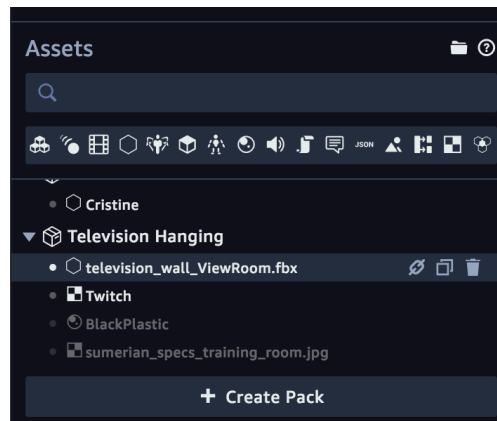 Assets
JSON
Cristine
Television Hanging
television_wall_ViewRoom.fbx
Twitch
BlackPlastic
sumerian_specs_training_room.jpg
+ Create Pack